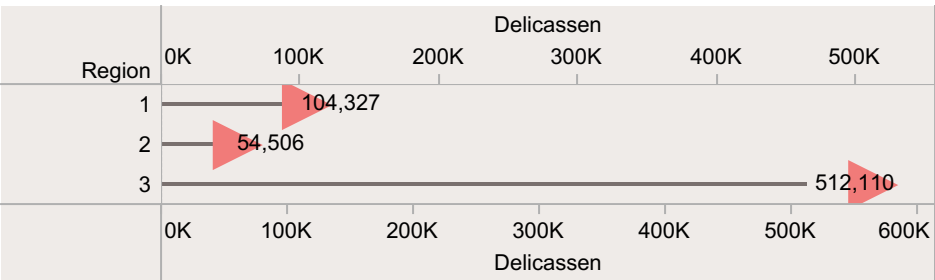 Delicassen
Region 0K 100K 200K 300K 400K 500K
1 104,327
2 54,506
3 512,110
0K 100K 200K 300K 400K 500K 600K
Delicassen